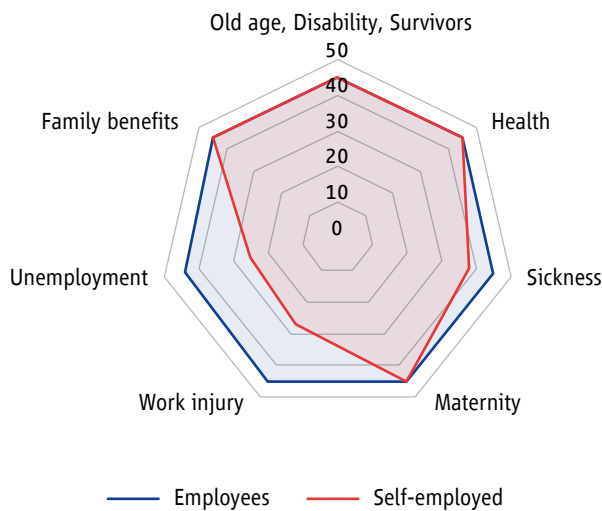 Old age, Disability, Survivors
50
40
Family benefits
Health
30
20
10
0
Unemployment
Sickness
Work injury
Maternity
Employees
Self-employed